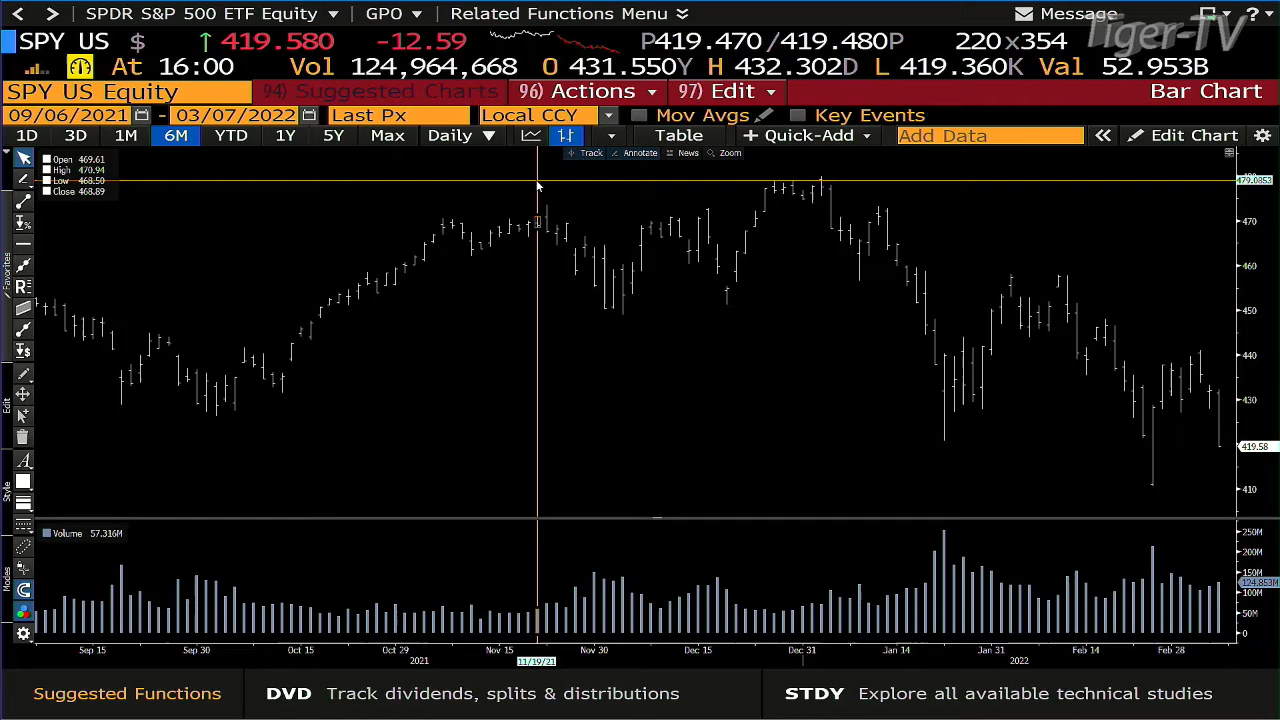 SPDR S&P 500 ETF Equity GPO Related Functions Menu Message ?
Tiger-TV
SPY US $ ↑ 419.580 -12.59 P419.470/419.480P 220x354
At 16:00 Vol 124,964,668 O 431.550Y H 432.302D L 419.360K Val 52.953B
SPY US Equity 94) Suggested Charts 96) Actions 97) Edit Bar Chart
09/06/2021 - 03/07/2022 Last Px Local CCY Mov Avgs Key Events
1D 3D 1M 6M YTD 1Y 5Y Max Daily Table + Quick-Add Add Data Edit Chart
Track Annotate News Zoom
Open 469.61
High 470.94
Low 468.50
Close 468.89
479.0853
470
460
450
440
430
419.58
410
Favorites
Edit
Style
Modes
Volume 57.316M
250M
200M
150M
124.853M
100M
50M
0
Sep 15 Sep 30 Oct 15 Oct 29 Nov 15 Nov 30 Dec 15 Dec 31 Jan 14 Jan 31 Feb 14 Feb 28
2021 11/19/21 2022
Suggested Functions DVD Track dividends, splits & distributions STDY Explore all available technical studies